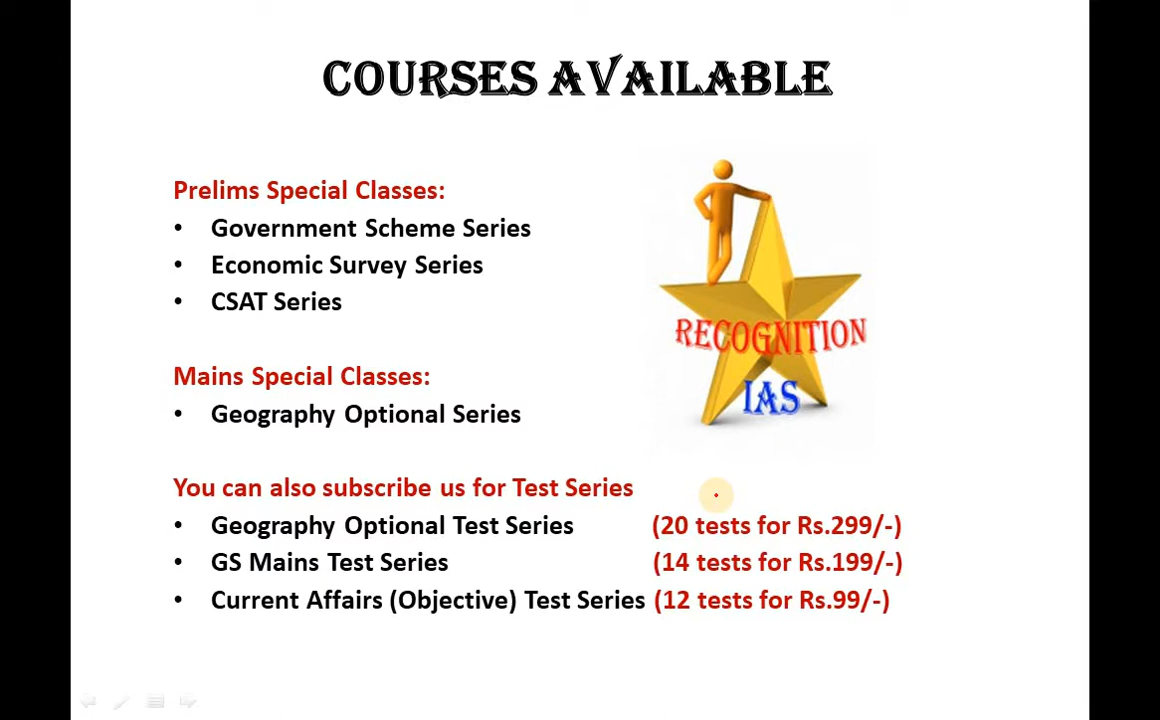 COURSES AVAILABLE
Prelims Special Classes:
• Government Scheme Series
• Economic Survey Series
• CSAT Series
RECOGNITION
IAS
Mains Special Classes:
• Geography Optional Series
You can also subscribe us for Test Series
• Geography Optional Test Series (20 tests for Rs.299/-)
• GS Mains Test Series (14 tests for Rs.199/-)
• Current Affairs (Objective) Test Series (12 tests for Rs.99/-)